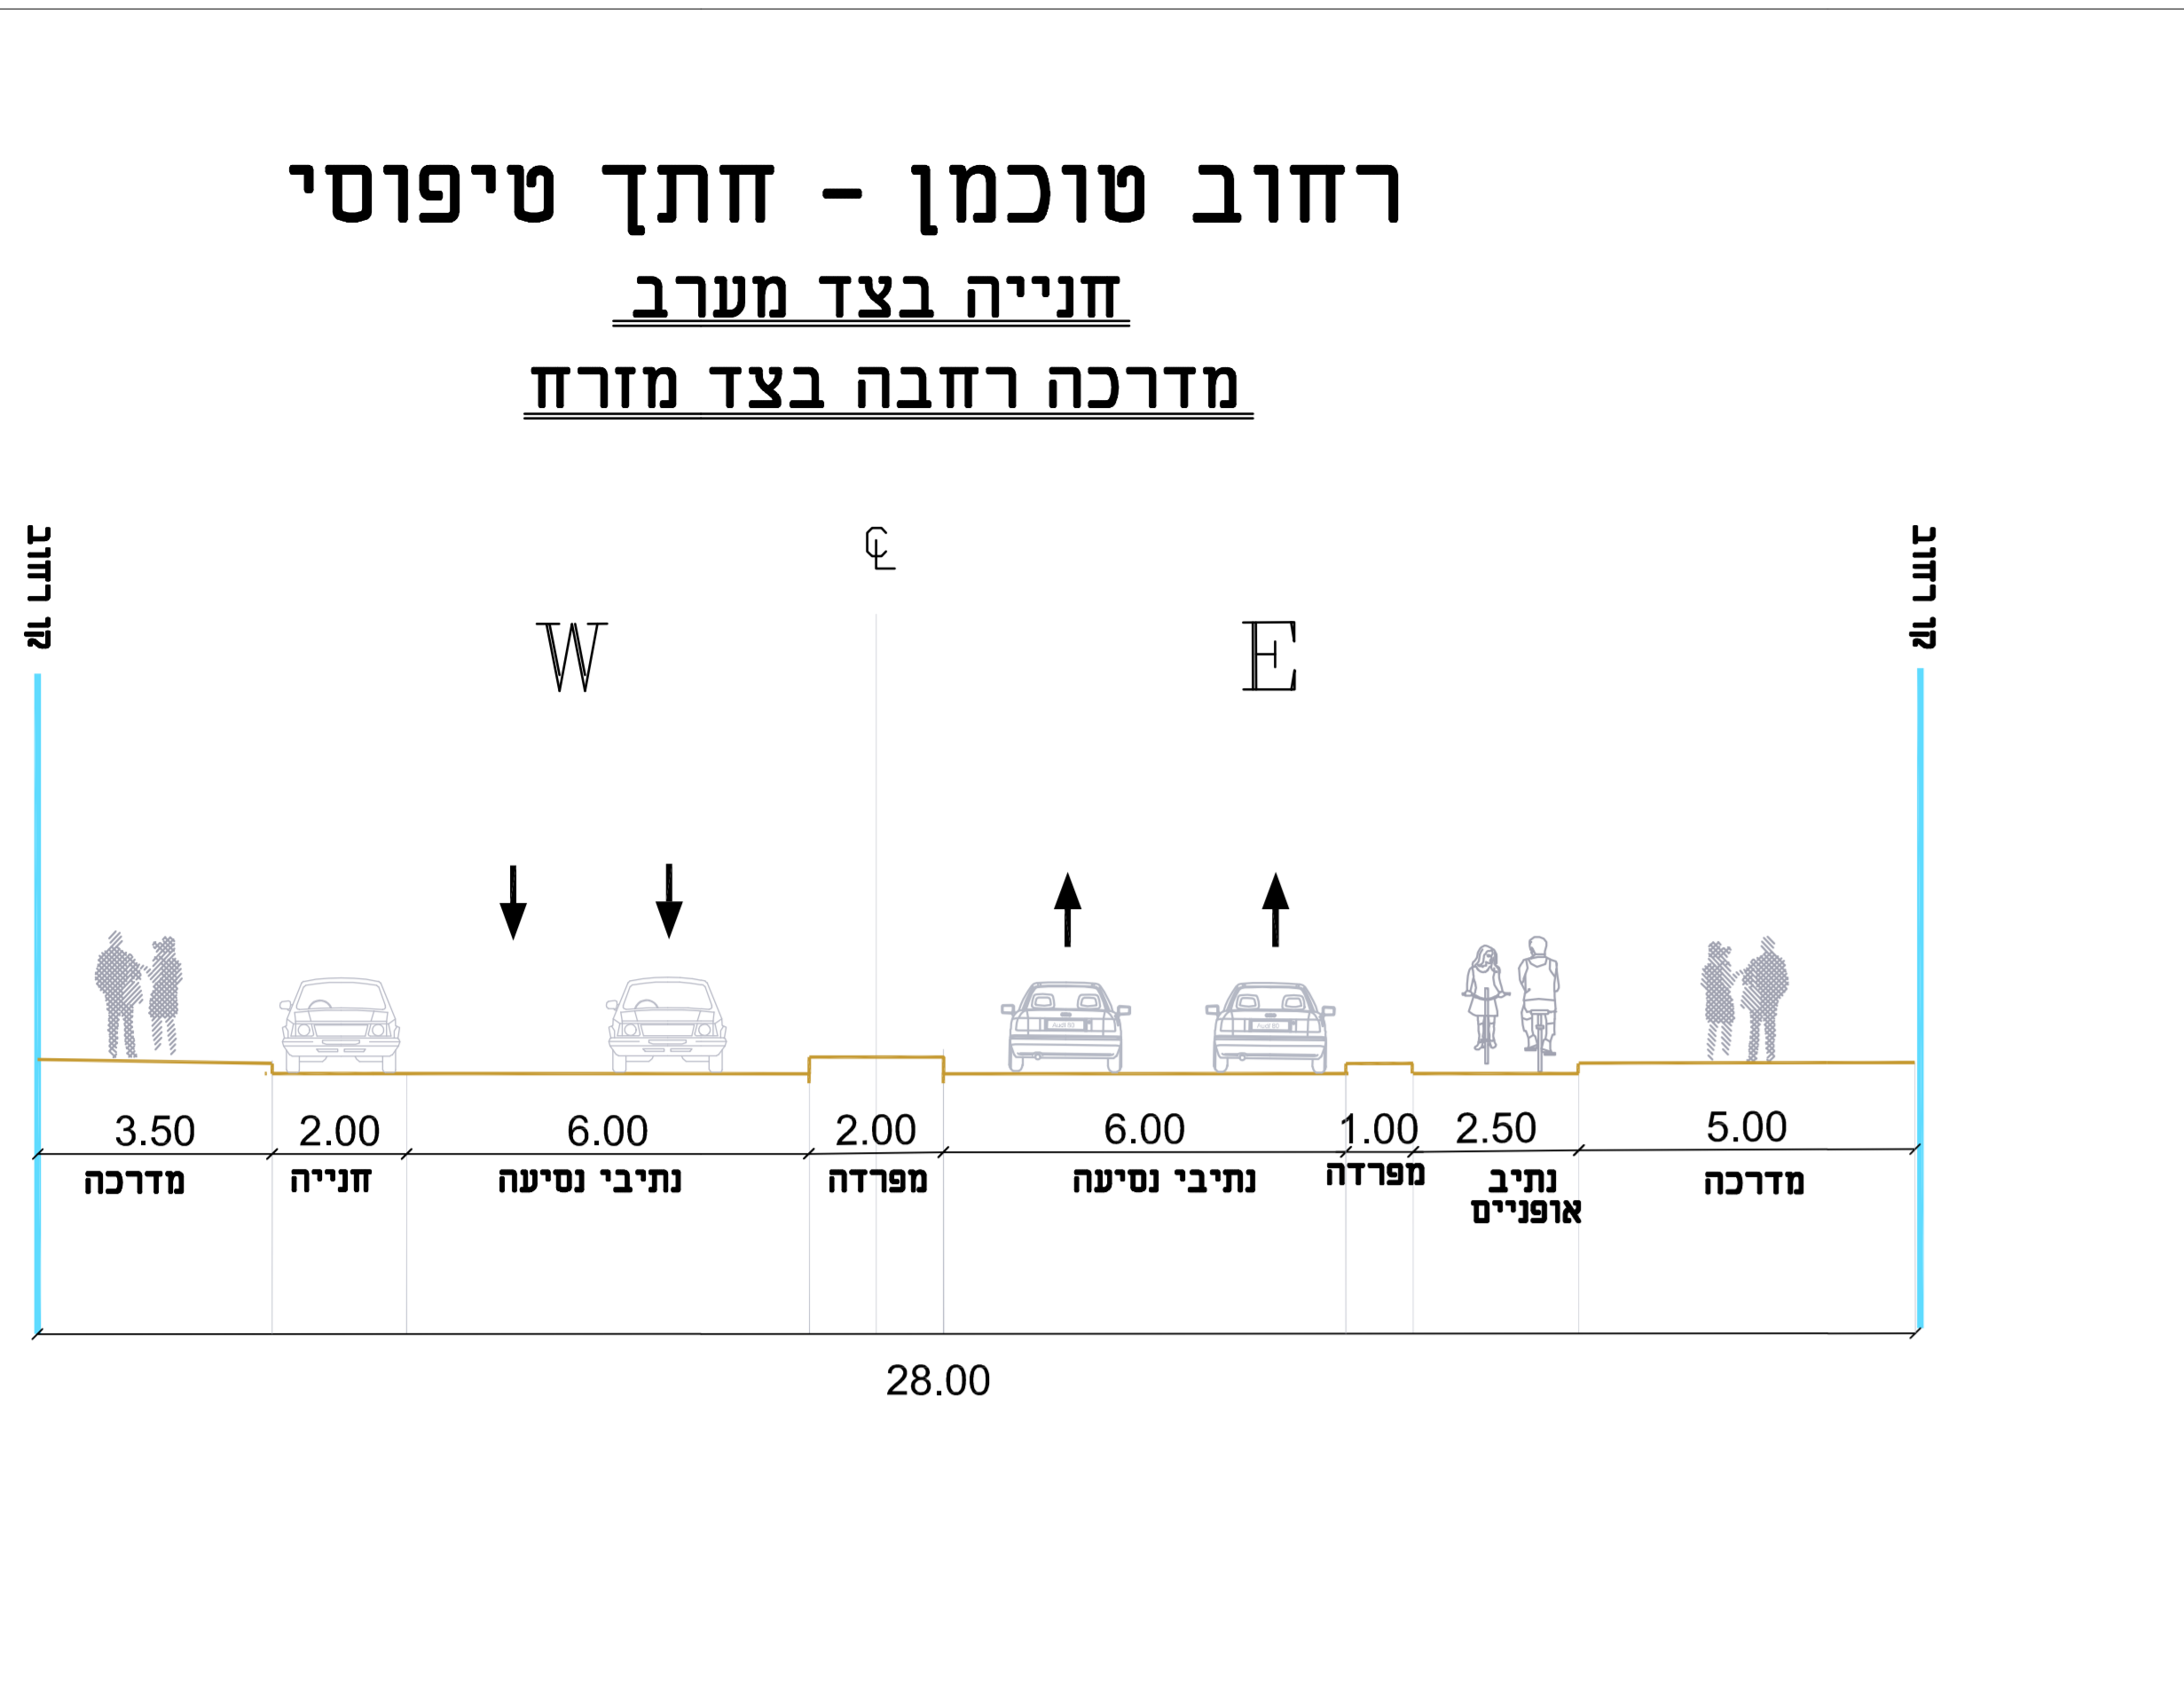 רחוב טוכמן - חתך טיפוסי
חנייה בצד מערב
מדרכה רחבה בצד מזרח
קו רחוב
קו רחוב
℄
W
E
3.50 2.00 6.00 2.00 6.00 1.00 2.50 5.00
מדרכה
נתיב
אופניים
מפרדה
נתיבי נסיעה
מפרדה
נתיבי נסיעה
חנייה
מדרכה
28.00